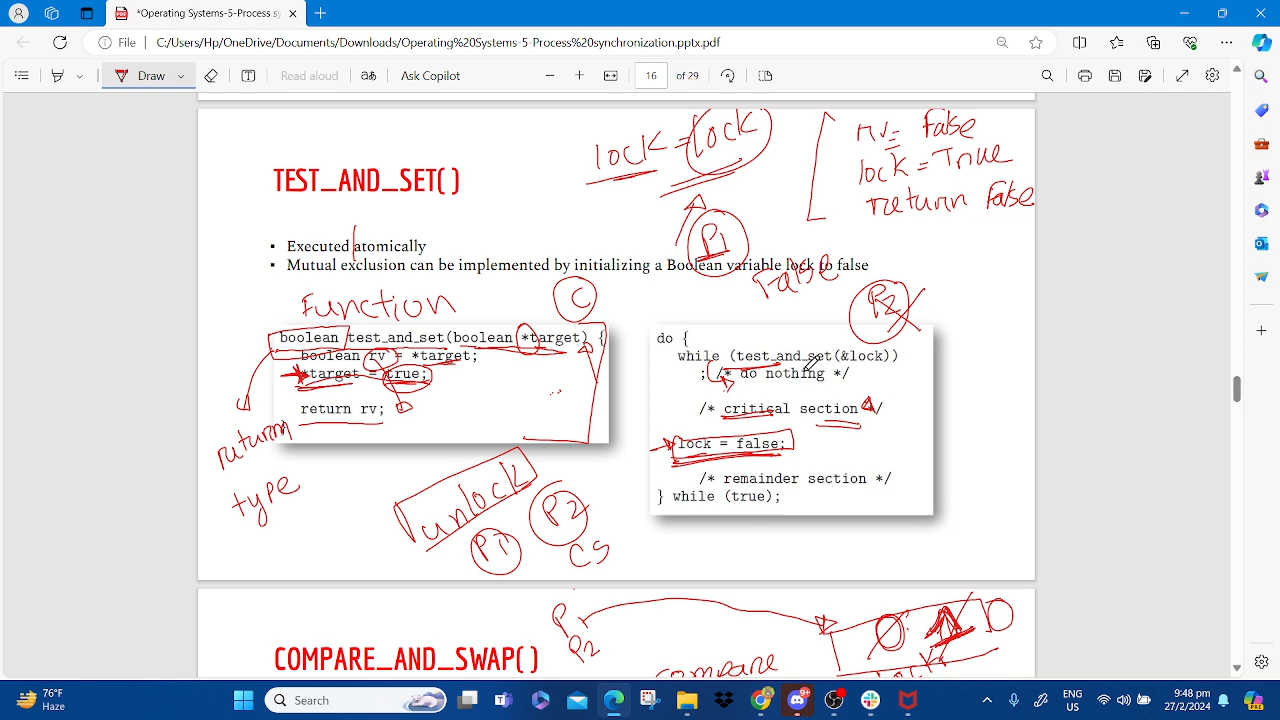 *Operating Systems-5-Process sy
File
C:/Users/Hp/OneDrive/Documents/Downloads/Operating%20Systems-5-Process%20synchronization.pptx.pdf
Draw
Read aloud
Ask Copilot
16
of 29
lock = lock
rv = False
lock = True
return False
TEST_AND_SET()
P1
▪ Executed atomically
▪ Mutual exclusion can be implemented by initializing a Boolean variable lock to false
False
Function
C
P2
boolean test_and_set(boolean *target) {
boolean rv = *target;
*target = true;
return rv;
return
type
do {
while (test_and_set(&lock))
; /* do nothing */
/* critical section */
lock = false;
/* remainder section */
} while (true);
unlock
P1
P2
CS
P
P2
COMPARE_AND_SWAP()
compare
76°F
Haze
Search
ENG
US
9:48 pm
27/2/2024